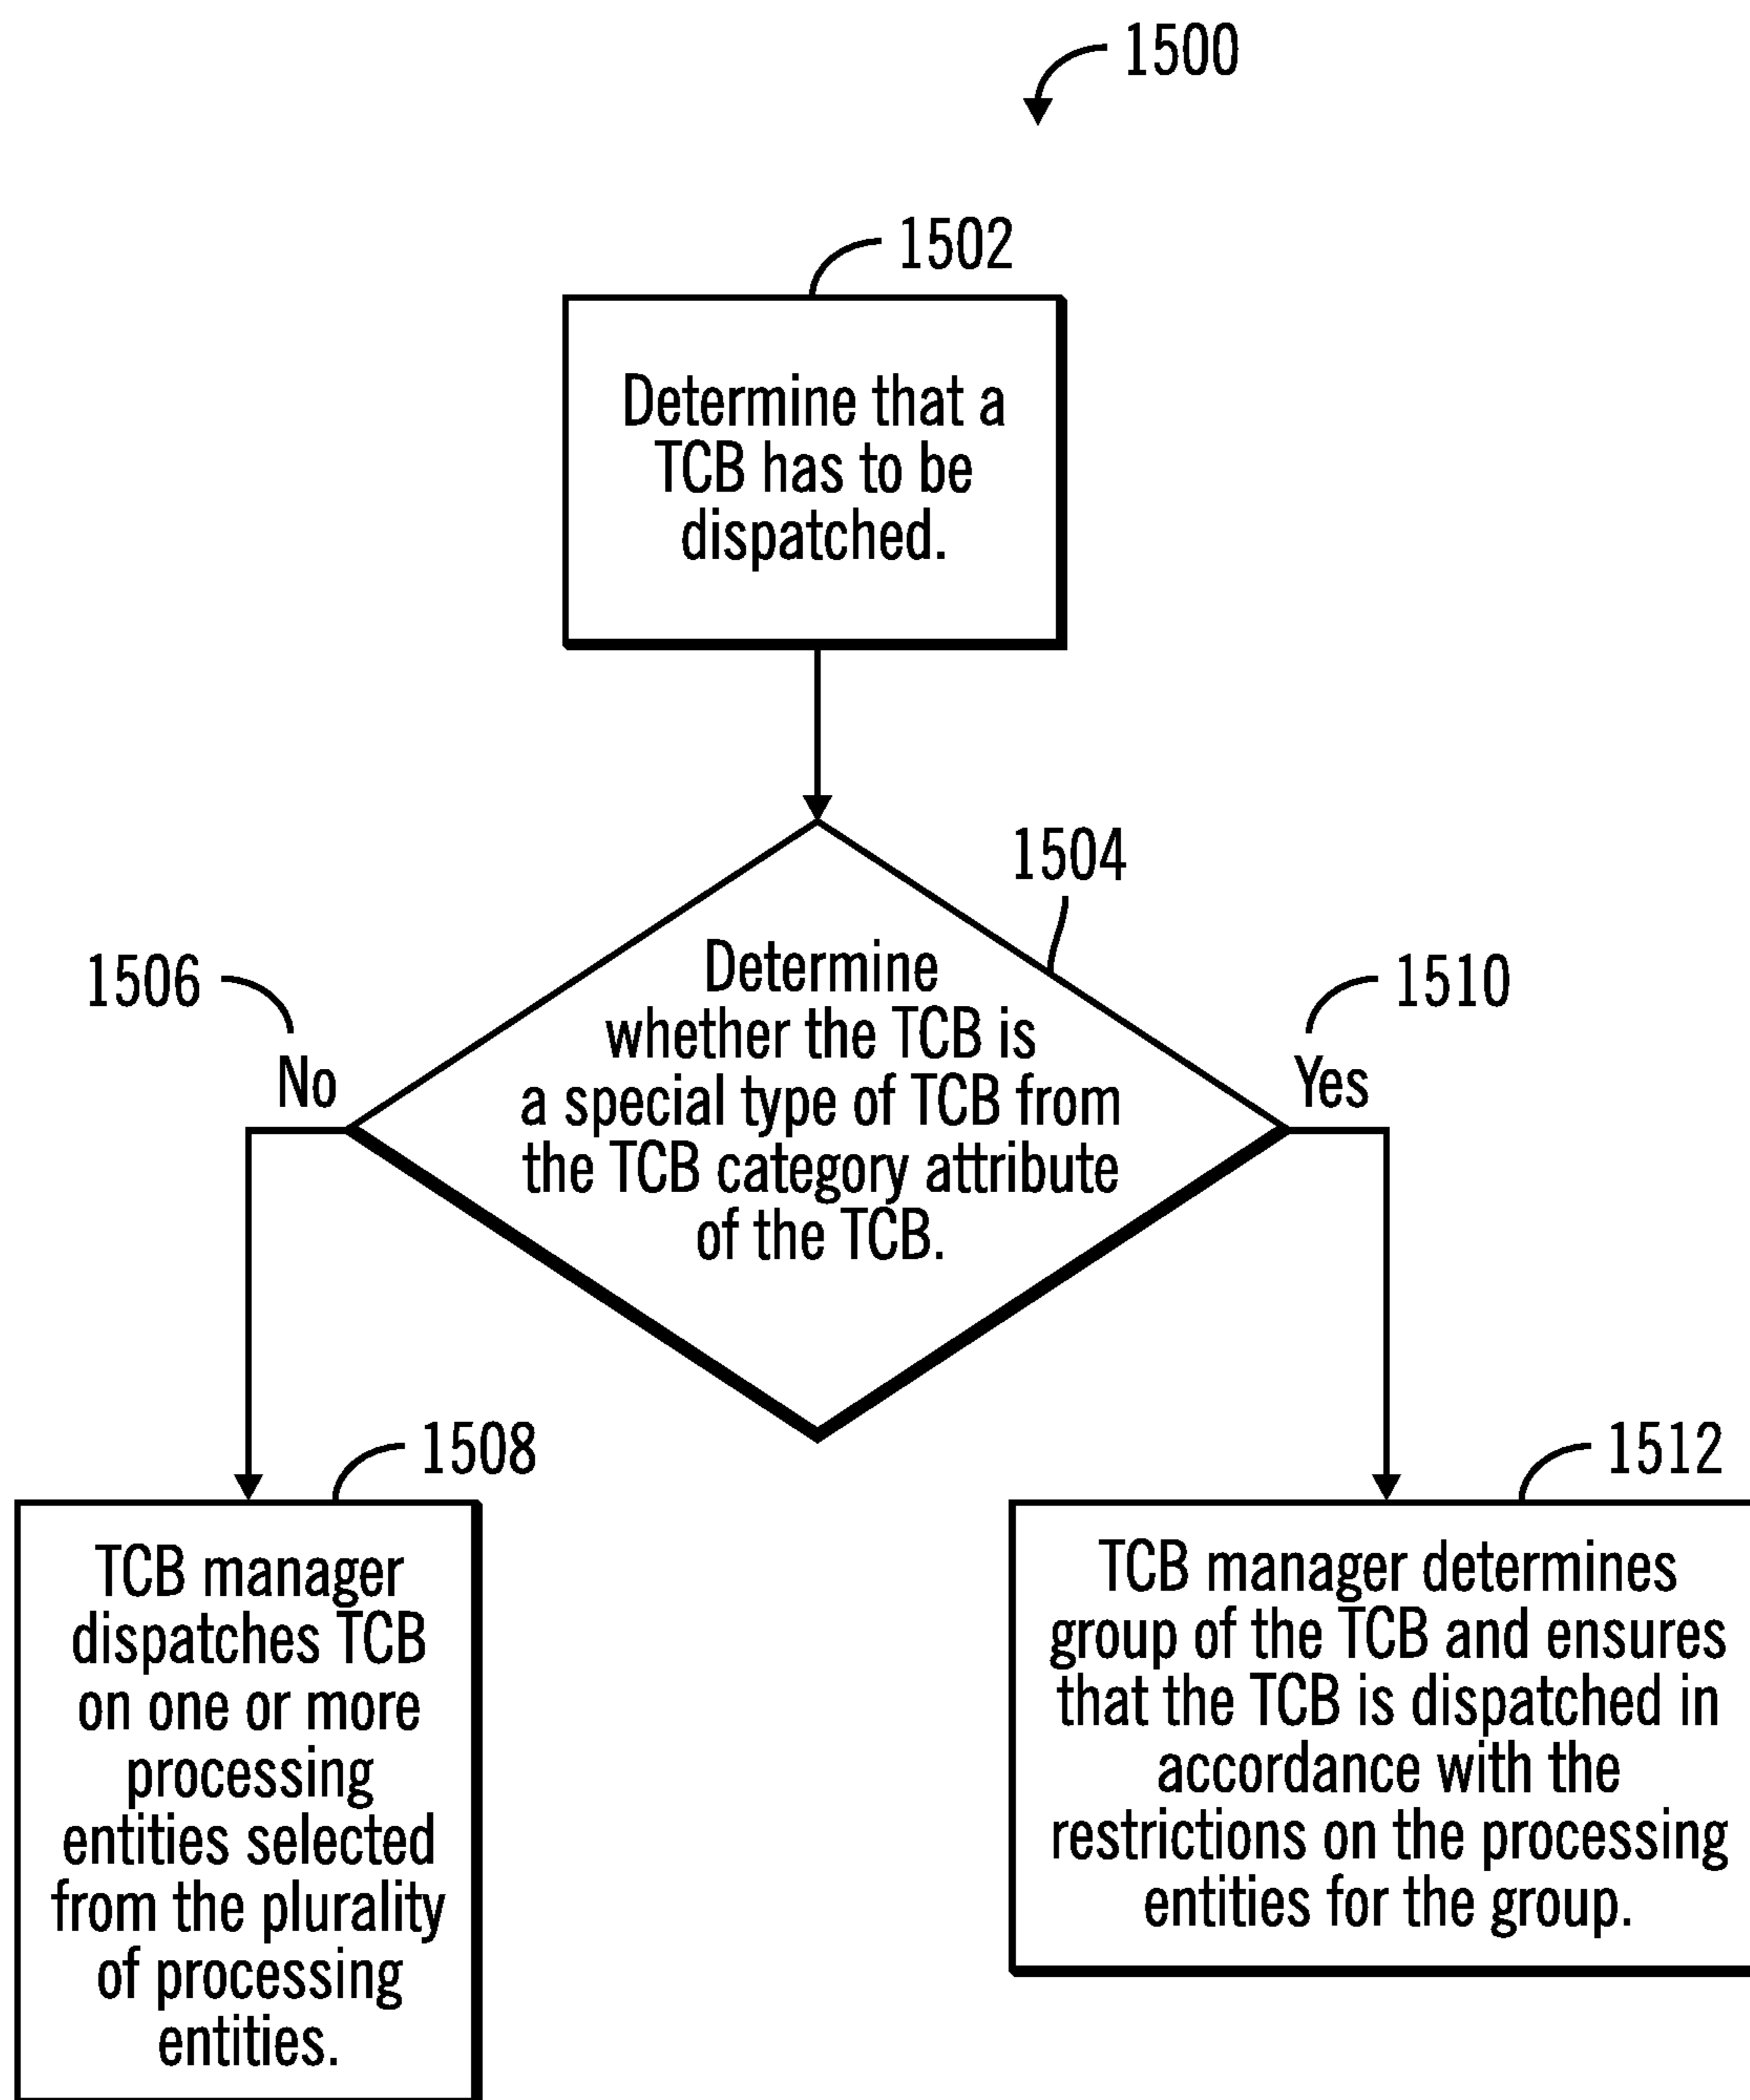 1500
1502
Determine that a
TCB has to be
dispatched.
1504
Determine
whether the TCB is
a special type of TCB from
the TCB category attribute
of the TCB.
1506
No
1510
Yes
1508
TCB manager
dispatches TCB
on one or more
processing
entities selected
from the plurality
of processing
entities.
1512
TCB manager determines
group of the TCB and ensures
that the TCB is dispatched in
accordance with the
restrictions on the processing
entities for the group.